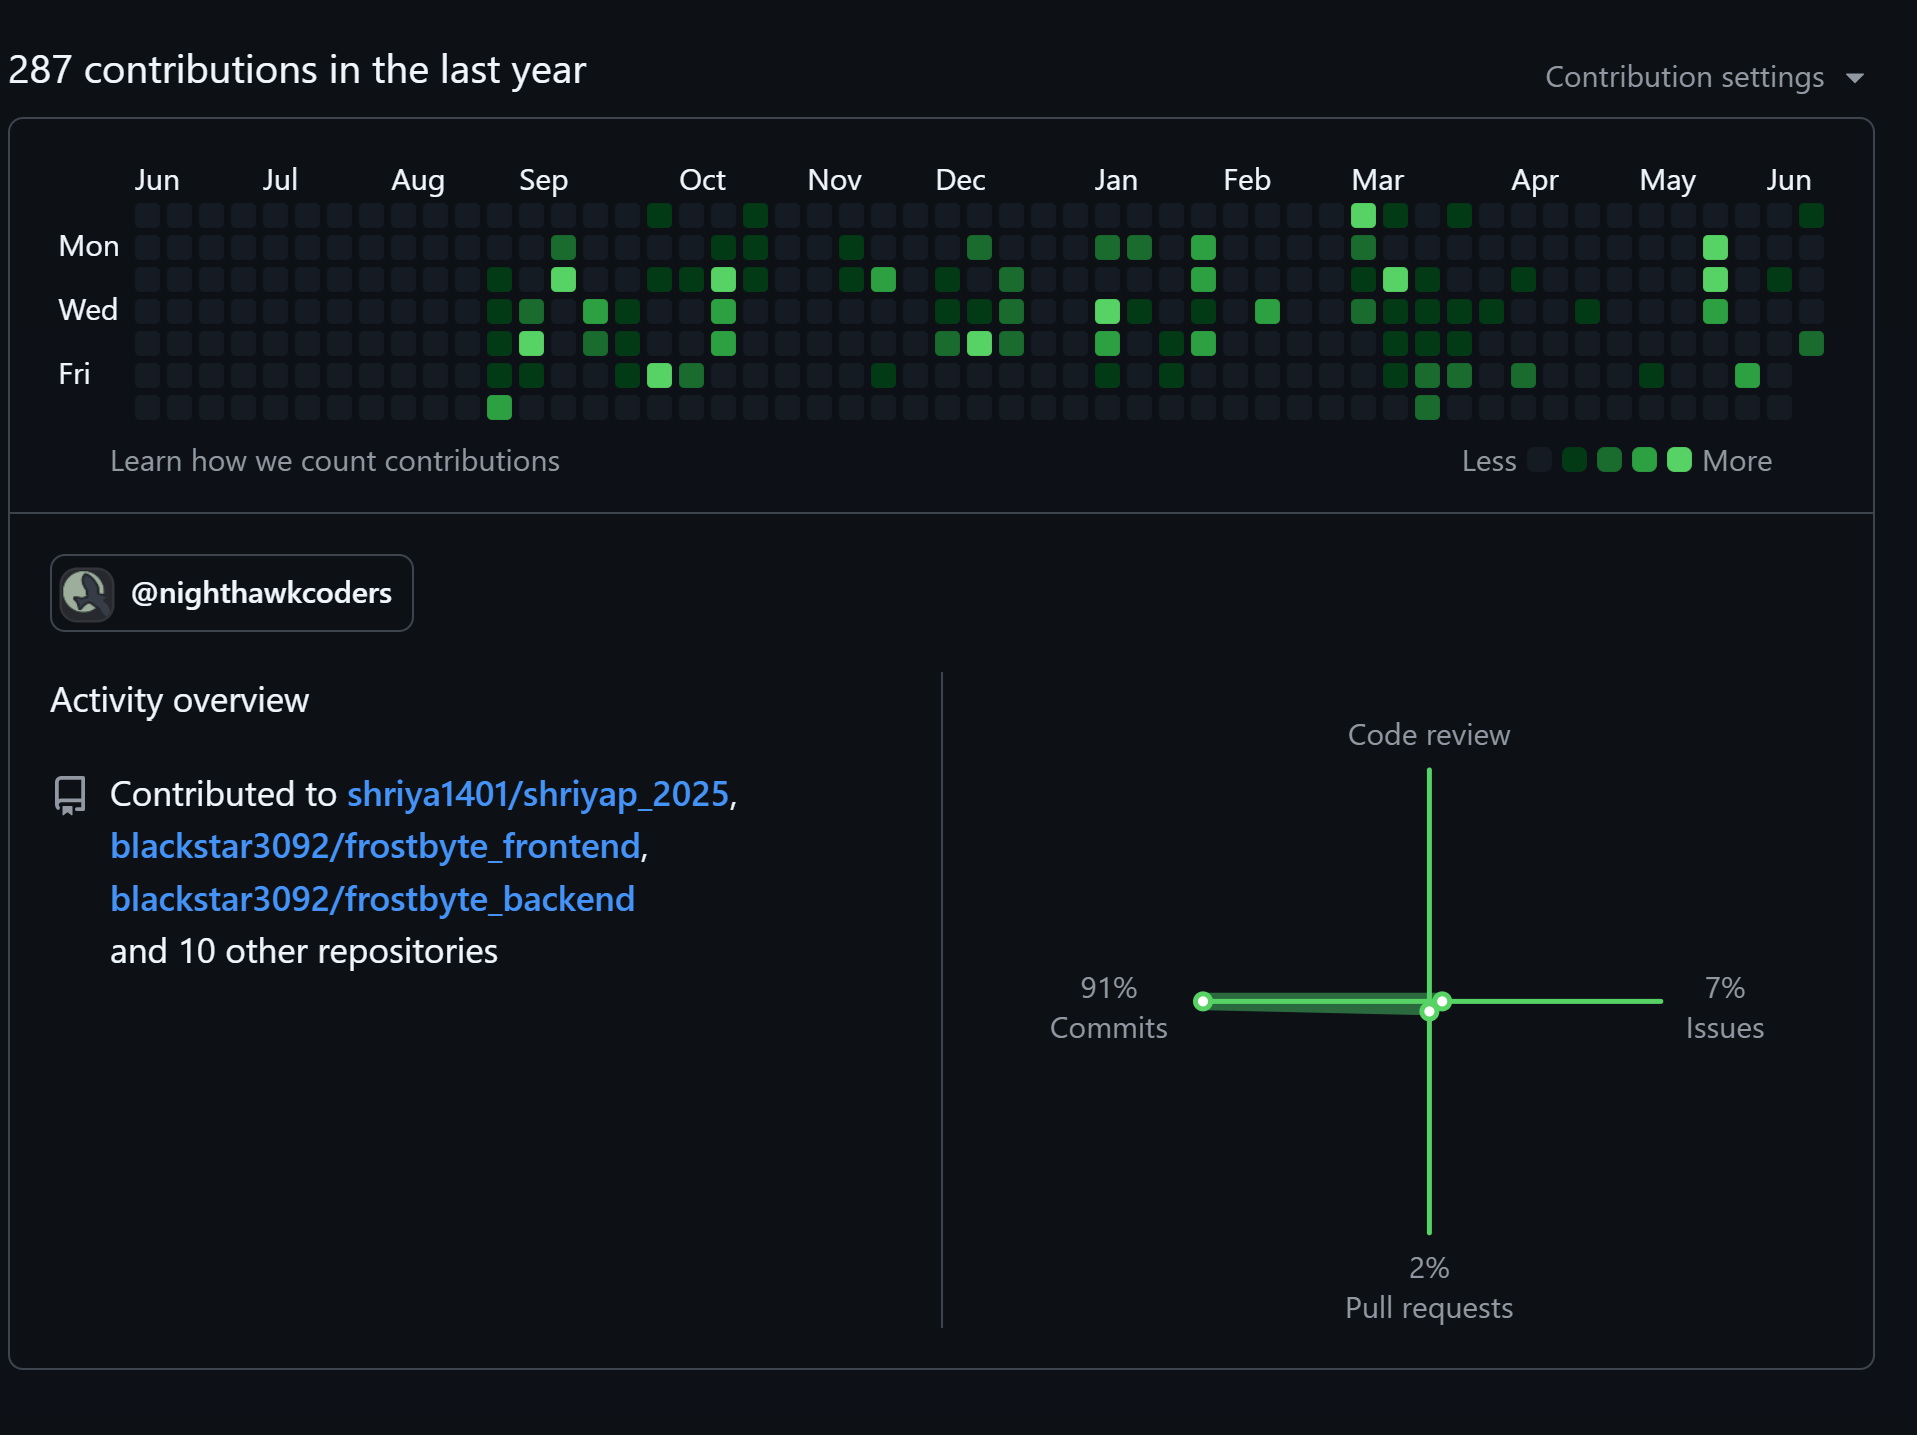 287 contributions in the last year
Contribution settings
Jun Jul Aug Sep Oct Nov Dec Jan Feb Mar Apr May Jun
Mon
Wed
Fri
Learn how we count contributions
Less More
@nighthawkcoders
Activity overview
Contributed to shriya1401/shriyap_2025,
blackstar3092/frostbyte_frontend,
blackstar3092/frostbyte_backend
and 10 other repositories
Code review
91%
Commits
7%
Issues
2%
Pull requests